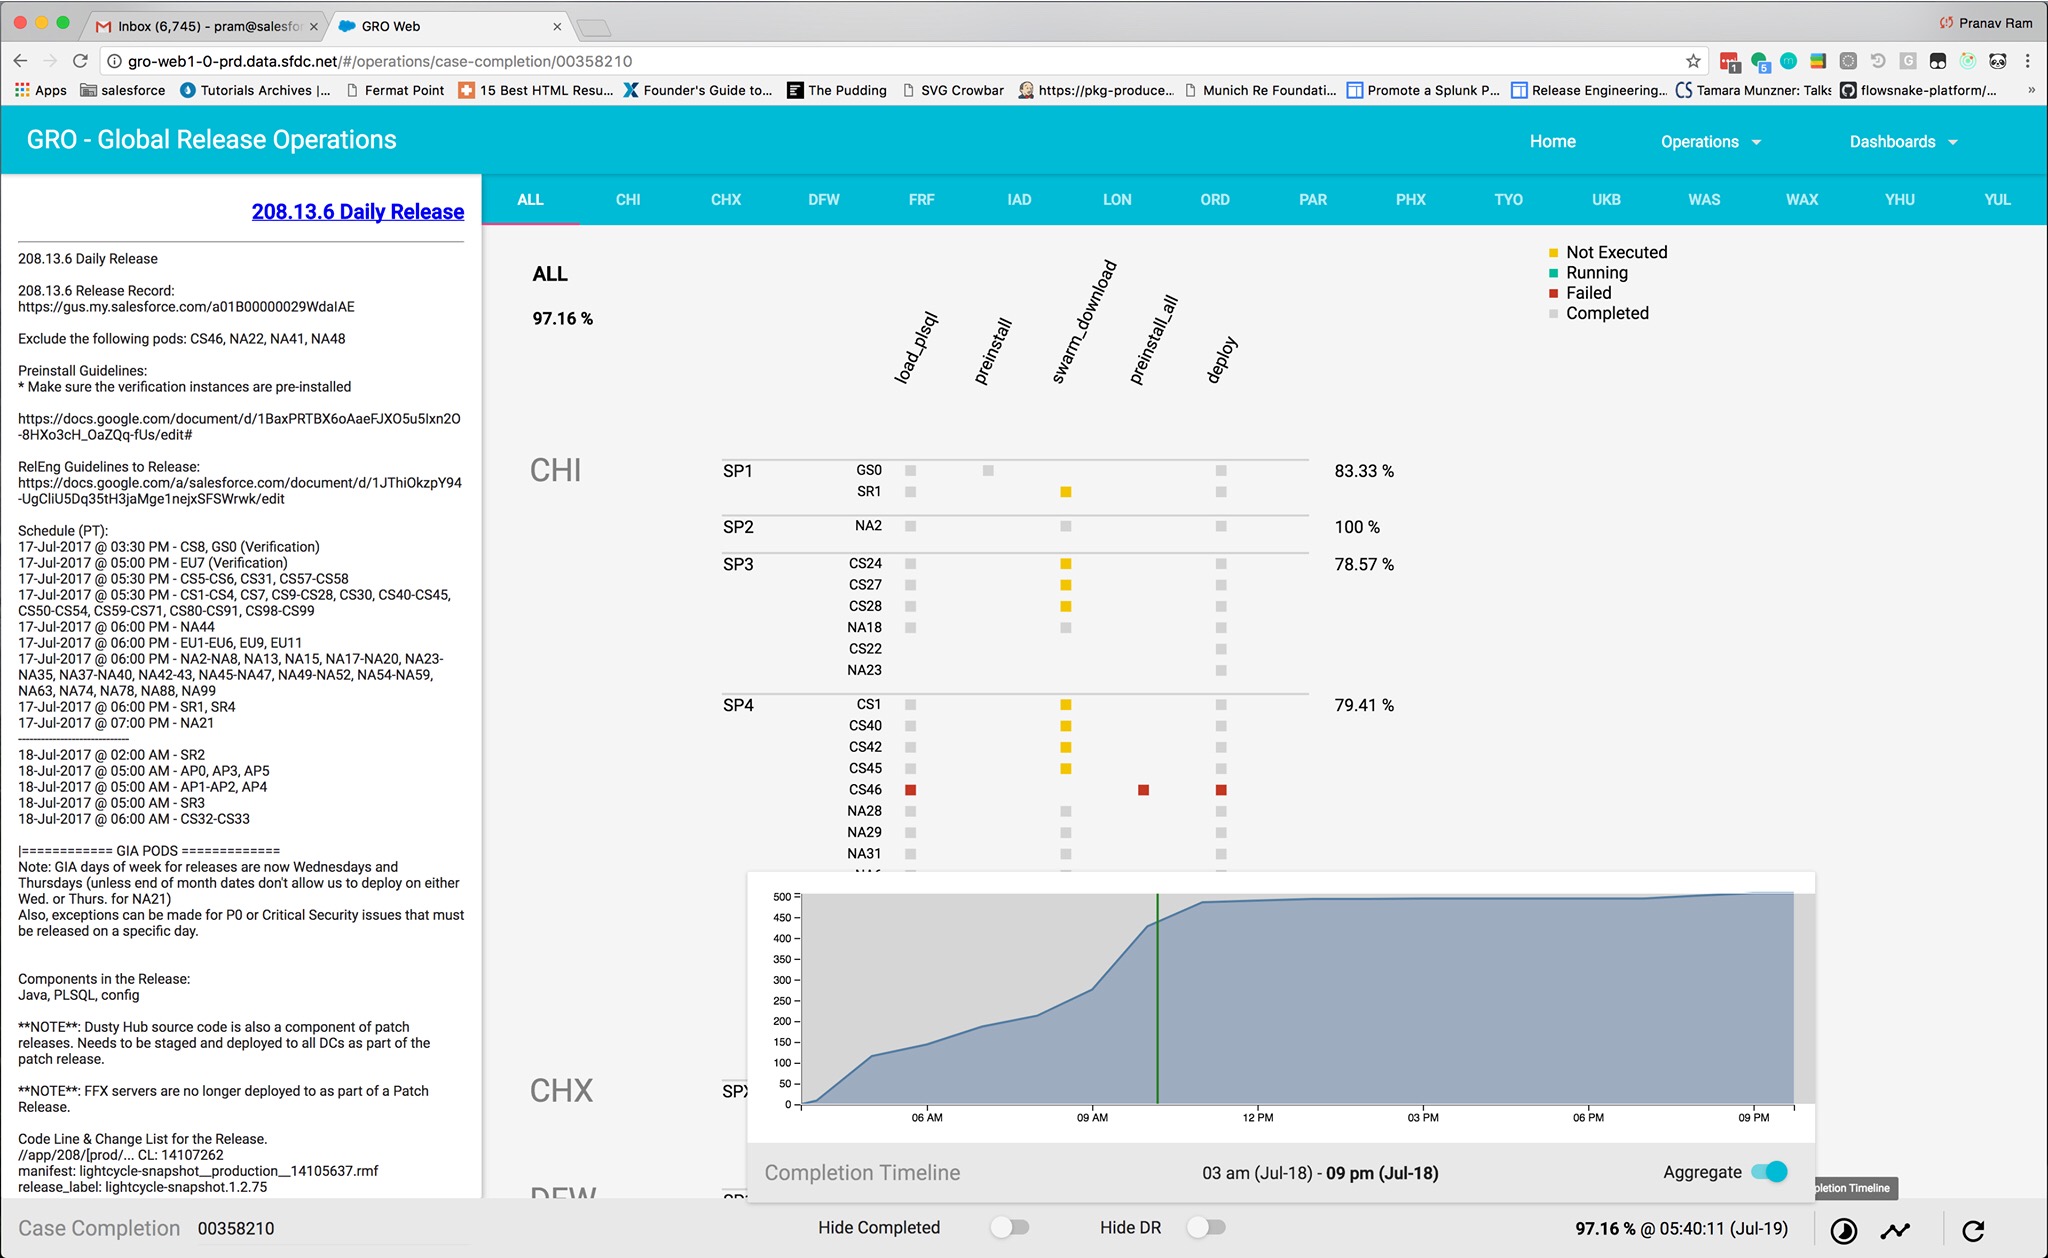 Inbox (6,745) - pram@salesfo
GRO Web
Pranav Ram
gro-web1-0-prd.data.sfdc.net/#/operations/case-completion/00358210
1
5
G
Apps
salesforce
Tutorials Archives |...
Fermat Point
15 Best HTML Resu...
Founder's Guide to...
The Pudding
SVG Crowbar
https://pkg-produce...
Munich Re Foundati...
Promote a Splunk P...
Release Engineering...
CS Tamara Munzner: Talks
flowsnake-platform/...
»
GRO - Global Release Operations
Home
Operations
Dashboards
ALL CHI CHX DFW FRF IAD LON ORD PAR PHX TYO UKB WAS WAX YHU YUL
208.13.6 Daily Release
208.13.6 Daily Release
208.13.6 Release Record:
https://gus.my.salesforce.com/a01B00000029WdaIAE
Exclude the following pods: CS46, NA22, NA41, NA48
Preinstall Guidelines:
* Make sure the verification instances are pre-installed
https://docs.google.com/document/d/1BaxPRTBX6oAaeFJXO5u5Ixn2O
-8HXo3cH_OaZQq-fUs/edit#
RelEng Guidelines to Release:
https://docs.google.com/a/salesforce.com/document/d/1JThiOkzpY94
-UgCliU5Dq35tH3jaMge1nejxSFSWrwk/edit
Schedule (PT):
17-Jul-2017 @ 03:30 PM - CS8, GS0 (Verification)
17-Jul-2017 @ 05:00 PM - EU7 (Verification)
17-Jul-2017 @ 05:30 PM - CS5-CS6, CS31, CS57-CS58
17-Jul-2017 @ 05:30 PM - CS1-CS4, CS7, CS9-CS28, CS30, CS40-CS45,
CS50-CS54, CS59-CS71, CS80-CS91, CS98-CS99
17-Jul-2017 @ 06:00 PM - NA44
17-Jul-2017 @ 06:00 PM - EU1-EU6, EU9, EU11
17-Jul-2017 @ 06:00 PM - NA2-NA8, NA13, NA15, NA17-NA20, NA23-
NA35, NA37-NA40, NA42-43, NA45-NA47, NA49-NA52, NA54-NA59,
NA63, NA74, NA78, NA88, NA99
17-Jul-2017 @ 06:00 PM - SR1, SR4
17-Jul-2017 @ 07:00 PM - NA21
----------------------------
18-Jul-2017 @ 02:00 AM - SR2
18-Jul-2017 @ 05:00 AM - AP0, AP3, AP5
18-Jul-2017 @ 05:00 AM - AP1-AP2, AP4
18-Jul-2017 @ 05:00 AM - SR3
18-Jul-2017 @ 06:00 AM - CS32-CS33
|============ GIA PODS =============
Note: GIA days of week for releases are now Wednesdays and
Thursdays (unless end of month dates don't allow us to deploy on either
Wed. or Thurs. for NA21)
Also, exceptions can be made for P0 or Critical Security issues that must
be released on a specific day.
Components in the Release:
Java, PLSQL, config
**NOTE**: Dusty Hub source code is also a component of patch
releases. Needs to be staged and deployed to all DCs as part of the
patch release.
**NOTE**: FFX servers are no longer deployed to as part of a Patch
Release.
Code Line & Change List for the Release.
//app/208/[prod/... CL: 14107262
manifest: lightcycle-snapshot__production__14105637.rmf
release_label: lightcycle-snapshot.1.2.75
ALL
97.16 %
load_plsql
preinstall
swarm_download
preinstall_all
deploy
Not Executed
Running
Failed
Completed
CHI
SP1 GS0 83.33 %
SR1
SP2 NA2 100 %
SP3 CS24 78.57 %
CS27
CS28
NA18
CS22
NA23
SP4 CS1 79.41 %
CS40
CS42
CS45
CS46
NA28
NA29
NA31
CHX
DFW
500
450
400
350
300
250
200
150
100
50
0
06 AM 09 AM 12 PM 03 PM 06 PM 09 PM
Completion Timeline
03 am (Jul-18) - 09 pm (Jul-18)
Aggregate
pletion Timeline
Case Completion 00358210
Hide Completed
Hide DR
97.16 % @ 05:40:11 (Jul-19)